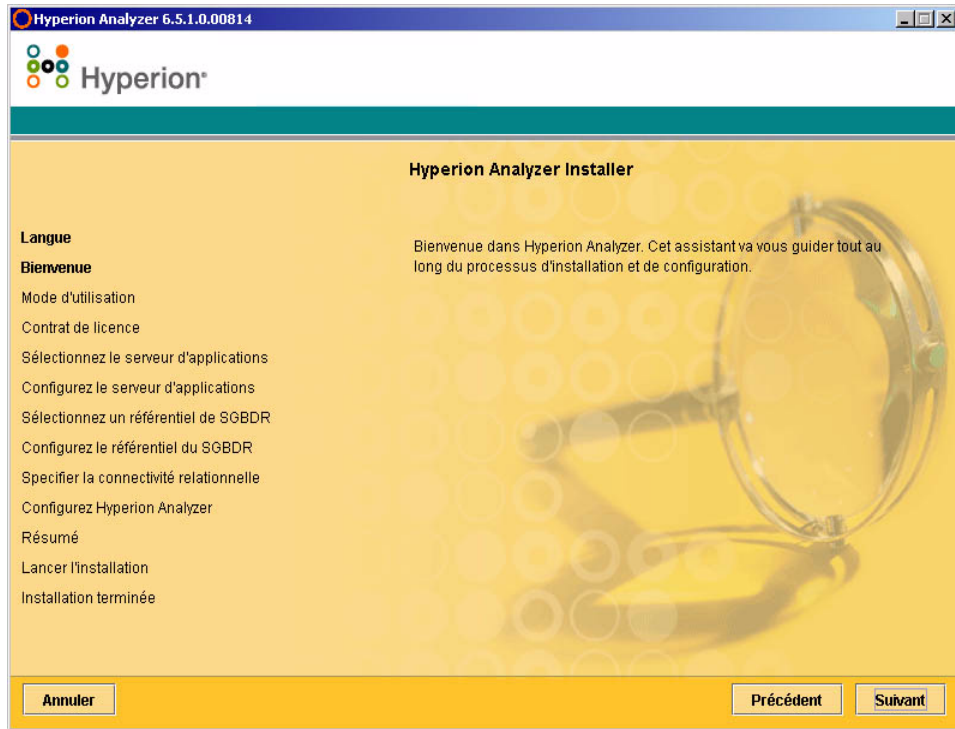 Hyperion Analyzer 6.5.1.0.00814
Hyperion®
Hyperion Analyzer Installer
Langue
Bienvenue
Mode d'utilisation
Contrat de licence
Sélectionnez le serveur d'applications
Configurez le serveur d'applications
Sélectionnez un référentiel de SGBDR
Configurez le référentiel du SGBDR
Specifier la connectivité relationnelle
Configurez Hyperion Analyzer
Résumé
Lancer l'installation
Installation terminée
Bienvenue dans Hyperion Analyzer. Cet assistant va vous guider tout au
long du processus d'installation et de configuration.
Annuler
Précédent
Suivant